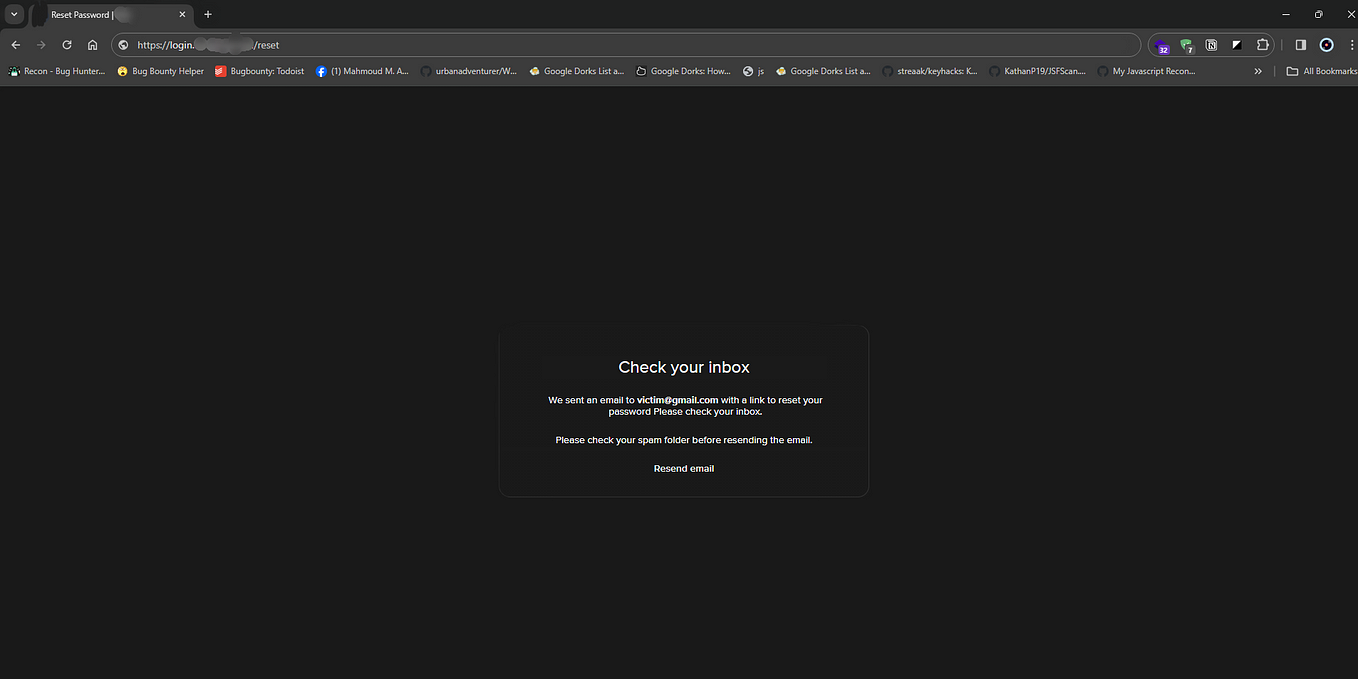 Reset Password |
https://login. /reset
32
7
Recon - Bug Hunter...
Bug Bounty Helper
Bugbounty: Todoist
(1) Mahmoud M. A...
urbanadventurer/W...
Google Dorks List a...
Google Dorks: How...
js
Google Dorks List a...
streaak/keyhacks: K...
KathanP19/JSFScan....
My Javascript Recon...
All Bookmarks
Check your inbox
We sent an email to victim@gmail.com with a link to reset your
password Please check your inbox.
Please check your spam folder before resending the email.
Resend email